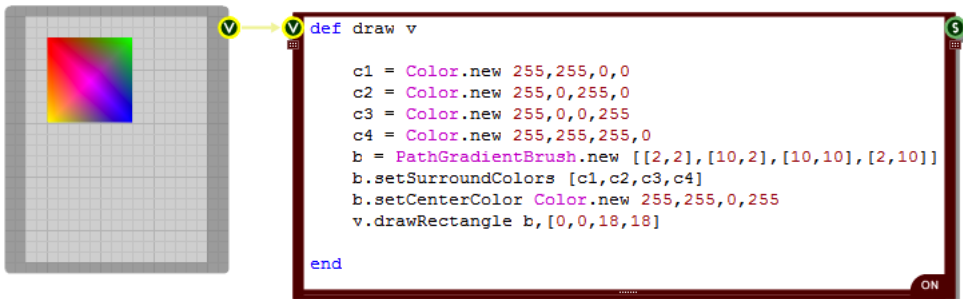 V
V
S
def draw v
c1 = Color.new 255,255,0,0
c2 = Color.new 255,0,255,0
c3 = Color.new 255,0,0,255
c4 = Color.new 255,255,255,0
b = PathGradientBrush.new [[2,2],[10,2],[10,10],[2,10]]
b.setSurroundColors [c1,c2,c3,c4]
b.setCenterColor Color.new 255,255,0,255
v.drawRectangle b,[0,0,18,18]
end
ON